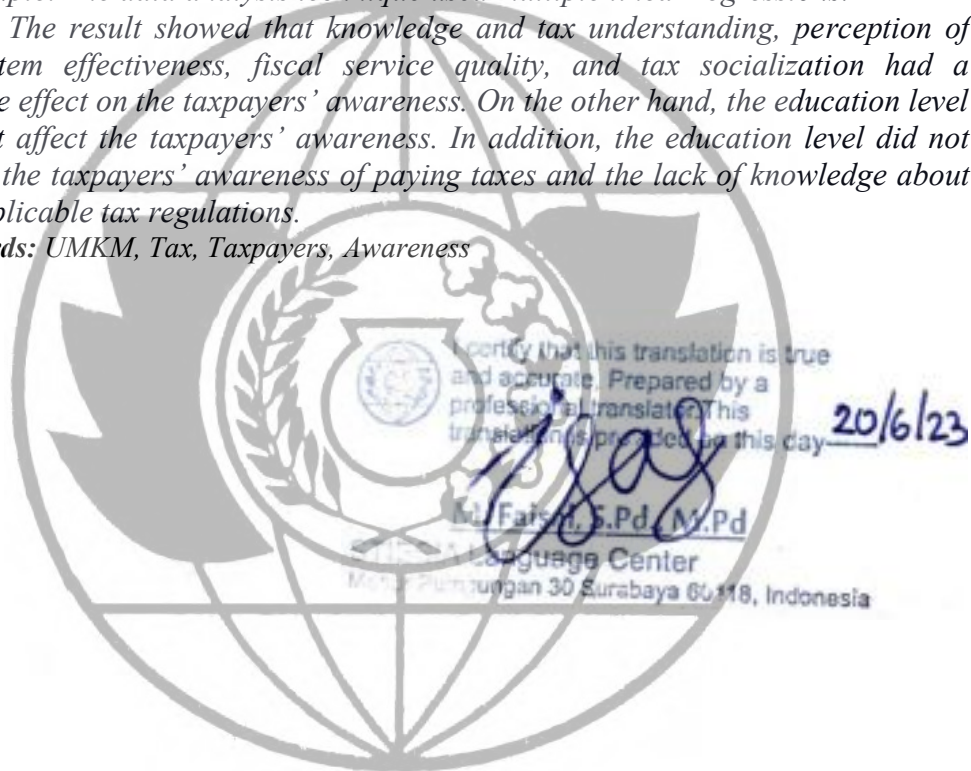 The result showed that knowledge and tax understanding, perception of
tem effectiveness, fiscal service quality, and tax socialization had a
e effect on the taxpayers’ awareness. On the other hand, the education level
t affect the taxpayers’ awareness. In addition, the education level did not
the taxpayers’ awareness of paying taxes and the lack of knowledge about
plicable tax regulations.
rds: UMKM, Tax, Taxpayers, Awareness
I certify that this translation is true
and accurate. Prepared by a
professional translator. This
translation is provided on this day 20/6/23
M. Faisal, S.Pd., M.Pd
Language Center
30 Surabaya 60118, Indonesia